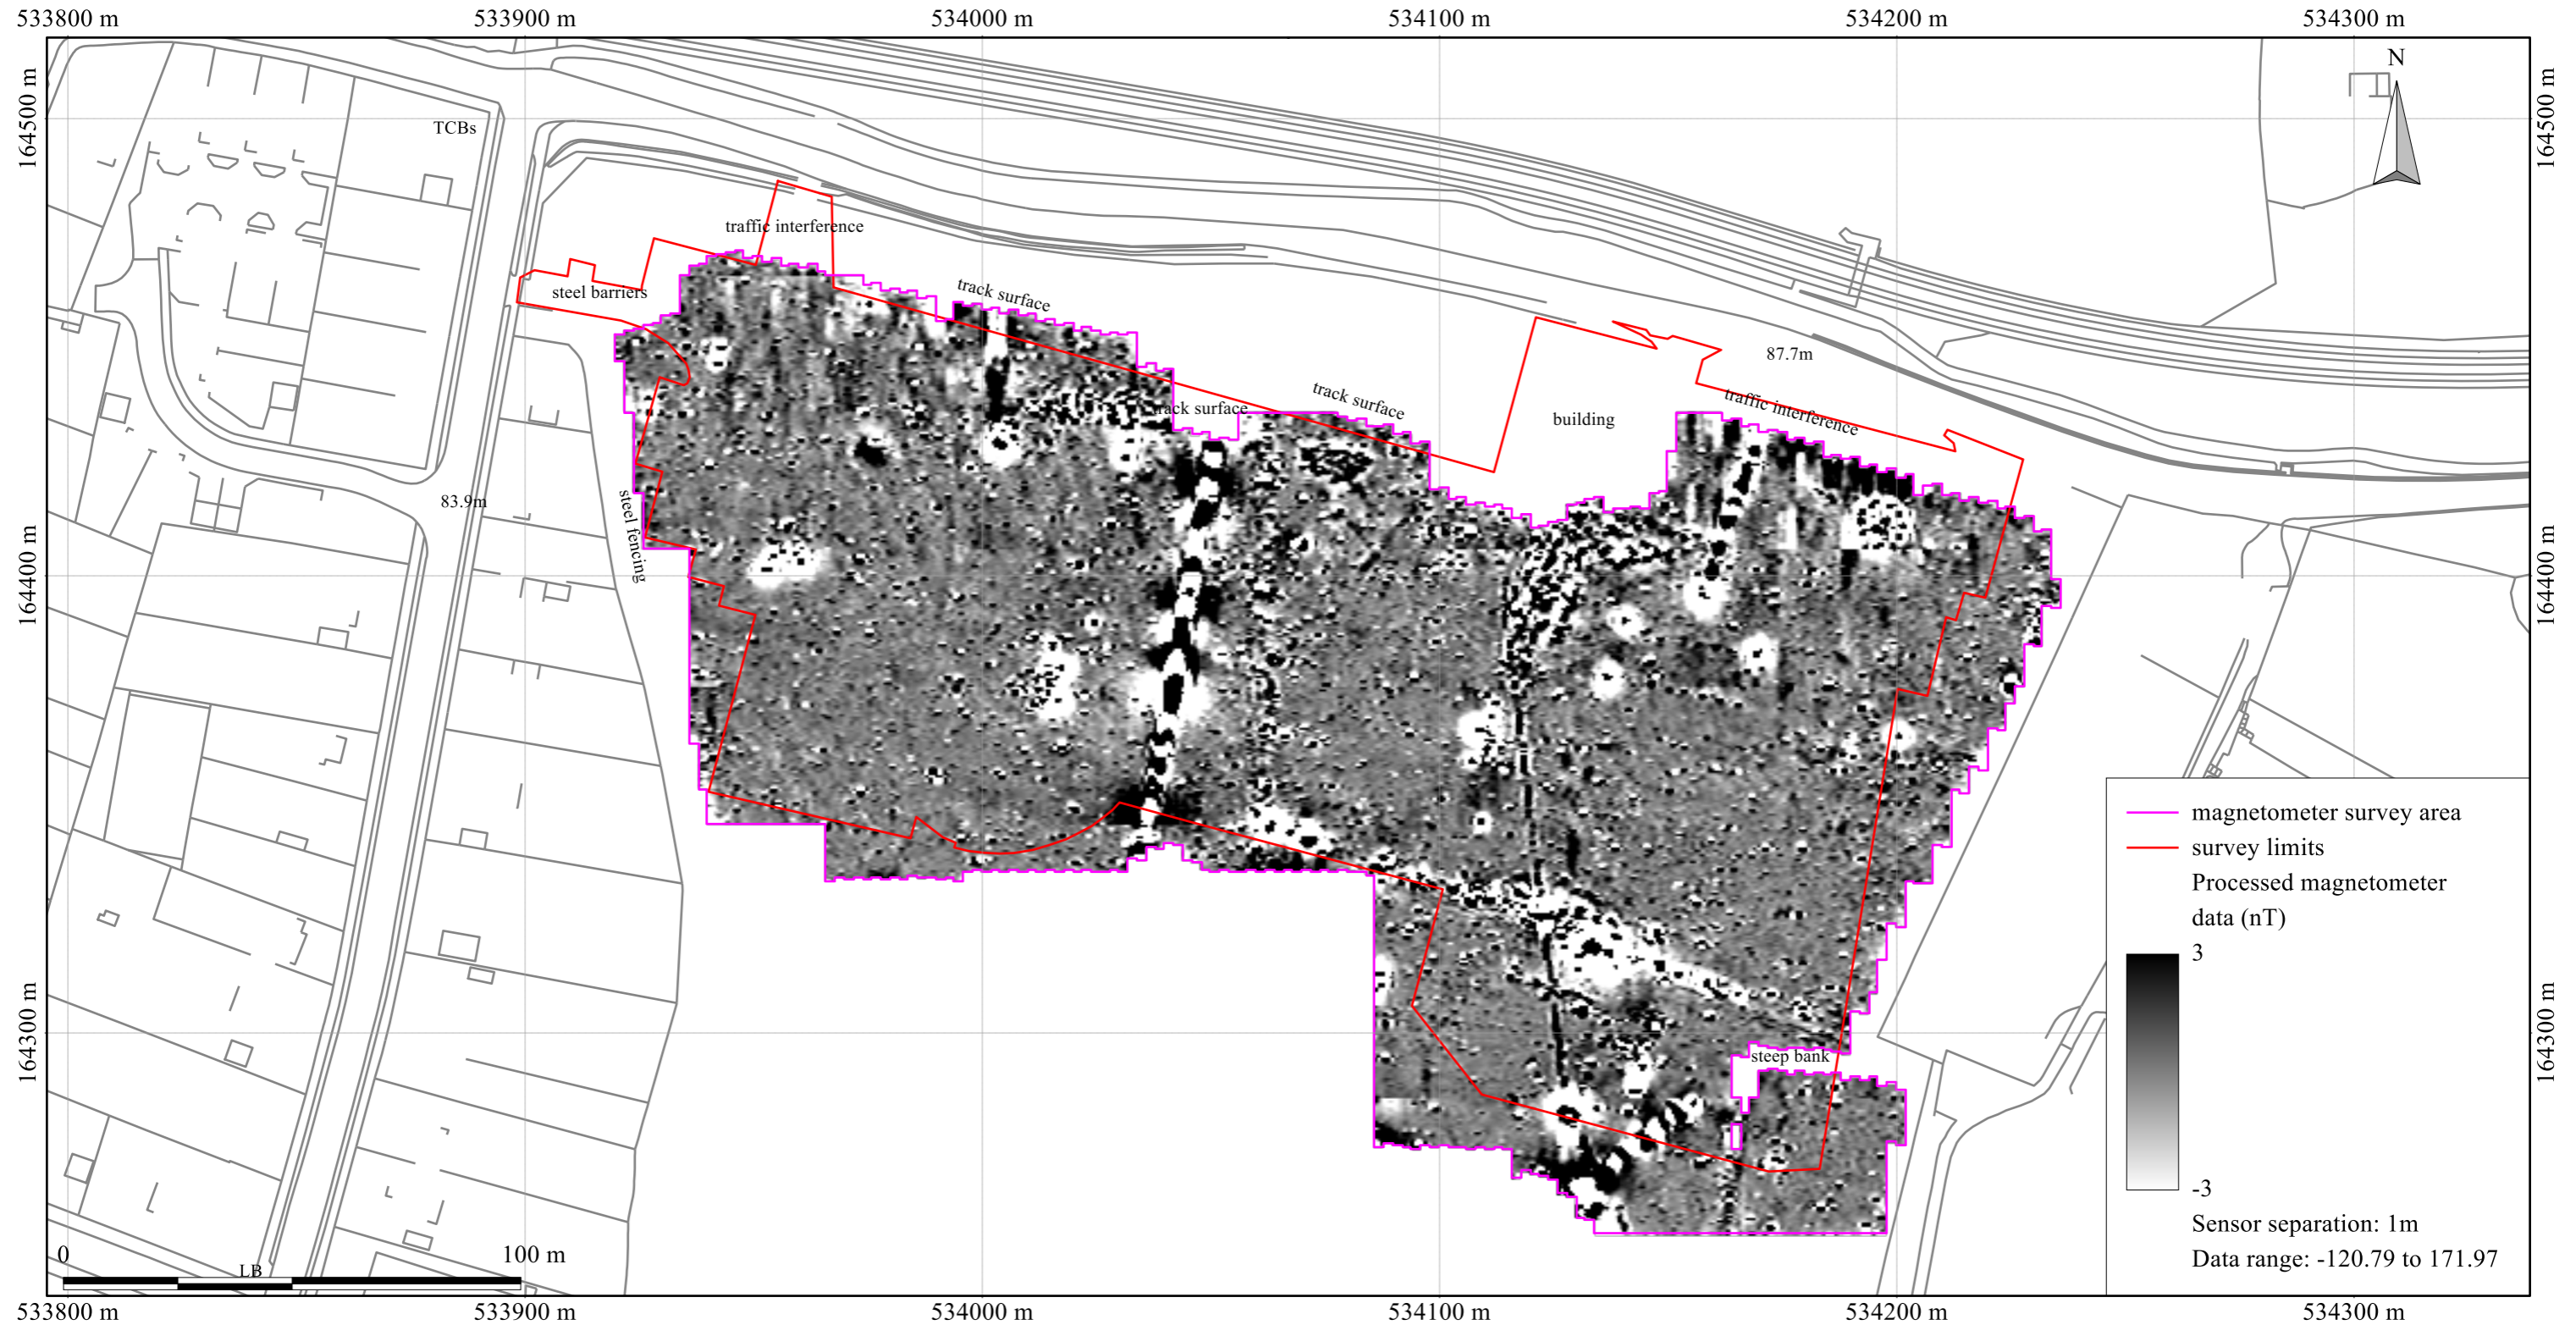 533800 m
533900 m
534000 m
534100 m
534200 m
534300 m
164500 m
164500 m
N
TCBs
traffic interference
steel barriers
track surface
87.7m
track surface
track surface
traffic interference
building
83.9m
steel fencing
164400 m
164400 m
magnetometer survey area
survey limits
Processed magnetometer
data (nT)
3
-3
Sensor separation: 1m
Data range: -120.79 to 171.97
164300 m
164300 m
steep bank
0
100 m
LB
533800 m
533900 m
534000 m
534100 m
534200 m
534300 m